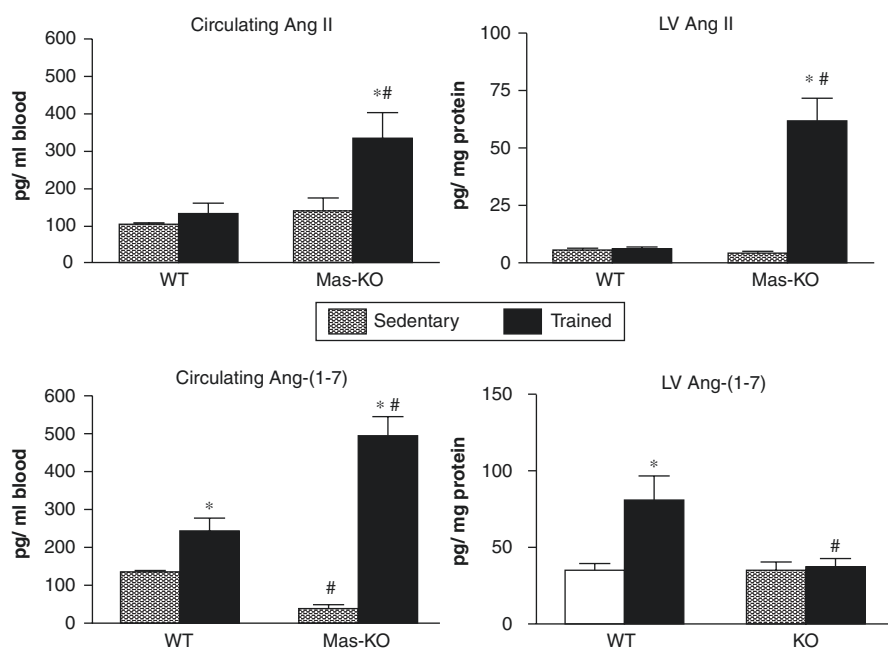 Circulating Ang II
600
500
400
300
200
100
0
pg/ ml blood
*#
WT
Mas-KO
LV Ang II
100
75
50
25
0
pg/ mg protein
* #
WT
Mas-KO
Sedentary
Trained
Circulating Ang-(1-7)
600
500
400
300
200
100
0
pg/ ml blood
*
#
* #
WT
Mas-KO
LV Ang-(1-7)
150
100
50
0
pg/ mg protein
*
#
WT
KO